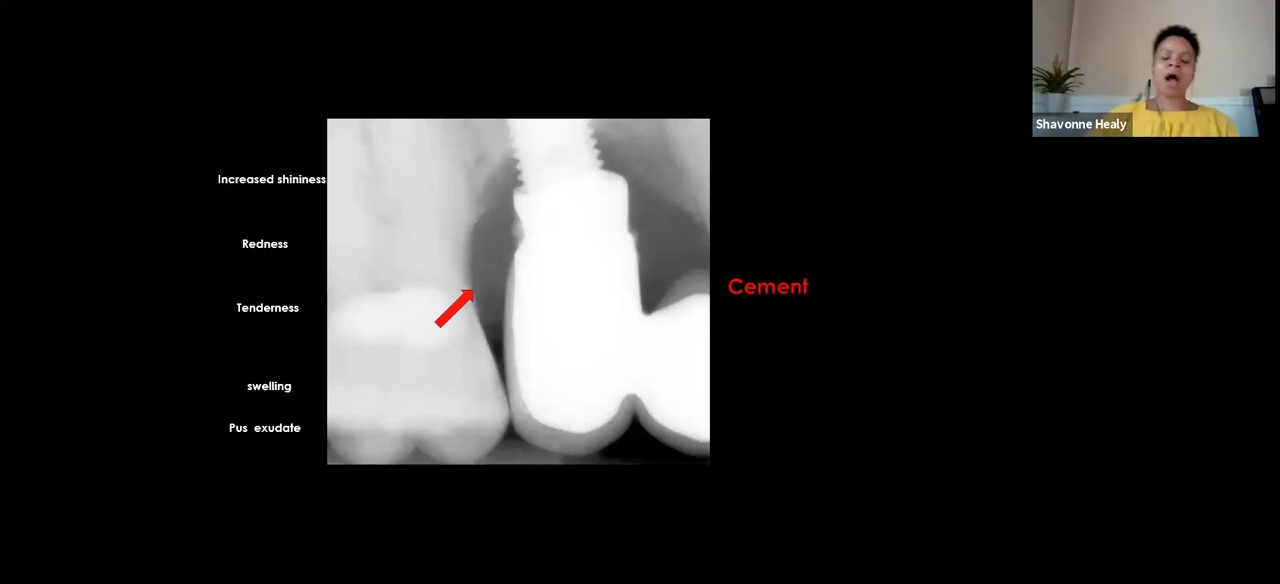 Shavonne Healy
Increased shininess
Redness
Tenderness
swelling
Pus exudate
Cement